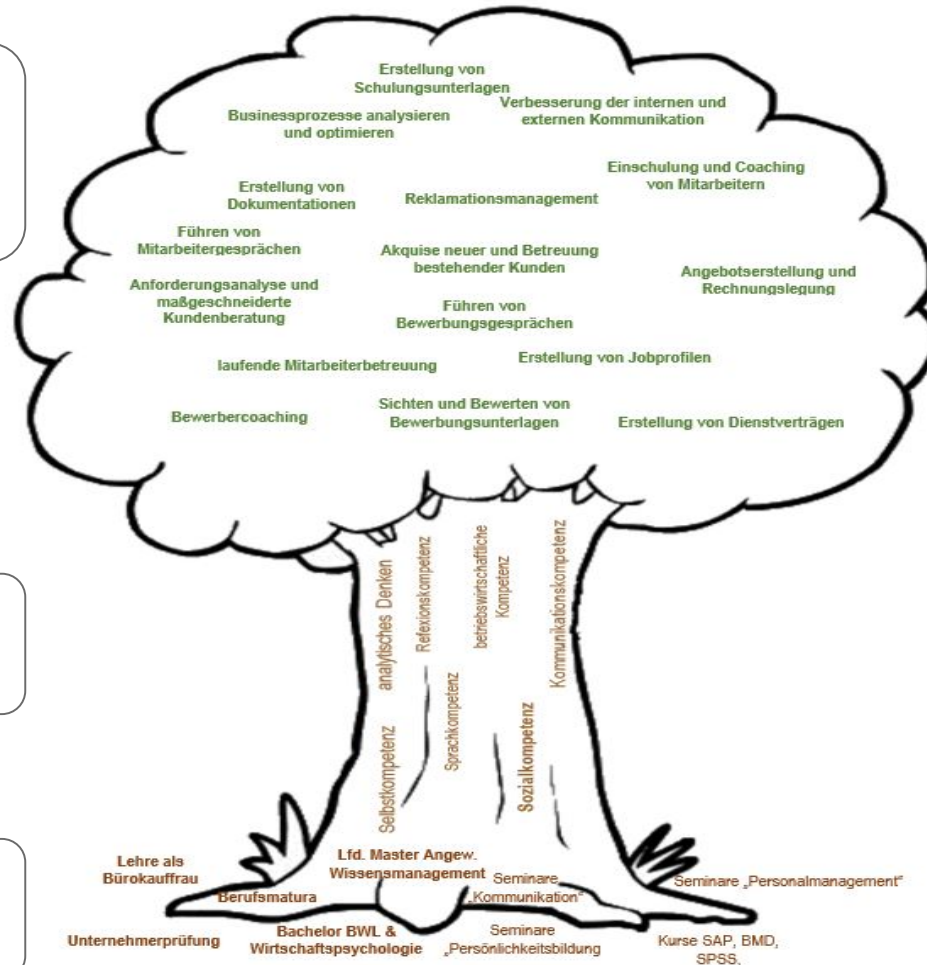 Erstellung von
Schulungsunterlagen
Verbesserung der internen und
externen Kommunikation
Businessprozesse analysieren
und optimieren
Einschulung und Coaching
von Mitarbeitern
Erstellung von
Dokumentationen
Reklamationsmanagement
Führen von
Mitarbeitergesprächen
Akquise neuer und Betreuung
bestehender Kunden
Angebotserstellung und
Rechnungslegung
Anforderungsanalyse und
maßgeschneiderte
Kundenberatung
Führen von
Bewerbungsgesprächen
laufende Mitarbeiterbetreuung
Erstellung von Jobprofilen
Bewerbercoaching
Sichten und Bewerten von
Bewerbungsunterlagen
Erstellung von Dienstverträgen
analytisches Denken
Refexionskompetenz
betriebswirtschaftliche
Kompetenz
Kommunikationskompetenz
Selbstkompetenz
Sprachkompetenz
Sozialkompetenz
Lehre als
Bürokauffrau
Berufsmatura
Lfd. Master Angew.
Wissensmanagement
Seminare
„Kommunikation“
Seminare „Personalmanagement“
Unternehmerprüfung
Bachelor BWL &
Wirtschaftspsychologie
Seminare
„Persönlichkeitsbildung
Kurse SAP, BMD,
SPSS,